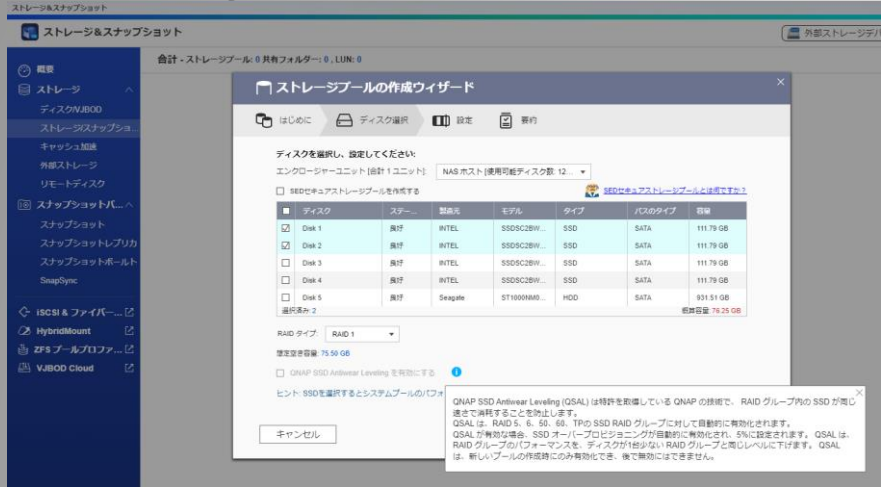 ストレージ&スナップショット
ストレージ&スナップショット
外部ストレージデバ
合計 - ストレージプール: 0 共有フォルダー: 0 , LUN: 0
概要
ストレージ
ディスク/VJBOD
ストレージ/スナップショ...
キャッシュ加速
外部ストレージ
リモートディスク
スナップショットバ...
スナップショット
スナップショットレプリカ
スナップショットボールト
SnapSync
iSCSI & ファイバー...
HybridMount
ZFS プールプロファ...
VJBOD Cloud
ストレージプールの作成ウィザード
はじめに
ディスク選択
設定
要約
ディスクを選択し、設定してください:
エンクロージャーユニット [合計 1 ユニット]: NAS ホスト [使用可能ディスク数: 12...
SEDセキュアストレージプールを作成する
SEDセキュアストレージプールとは何ですか?
ディスク ステー... 製造元 モデル タイプ バスのタイプ 容量
Disk 1 良好 INTEL SSDSC2BW... SSD SATA 111.79 GB
Disk 2 良好 INTEL SSDSC2BW... SSD SATA 111.79 GB
Disk 3 良好 INTEL SSDSC2BW... SSD SATA 111.79 GB
Disk 4 良好 INTEL SSDSC2BW... SSD SATA 111.79 GB
Disk 5 良好 Seagate ST1000NM0... HDD SATA 931.51 GB
選択済み: 2
概算容量: 76.25 GB
RAID タイプ: RAID 1
想定空き容量: 75.50 GB
QNAP SSD Antiwear Leveling を有効にする
ヒント: SSDを選択するとシステムプールのパフォ
キャンセル
QNAP SSD Antiwear Leveling (QSAL) は特許を取得している QNAP の技術で、 RAID グループ内の SSD が同じ
速さで消耗することを防止します。
QSAL は、RAID 5、6、50、60、TPの SSD RAID グループに対して自動的に有効化されます。
QSAL が有効な場合、SSD オーバープロビジョニングが自動的に有効化され、5%に設定されます。 QSAL は、
RAID グループのパフォーマンスを、ディスクが1台少ない RAID グループと同じレベルに下げます。 QSAL
は、新しいプールの作成時にのみ有効化でき、後で無効にはできません。